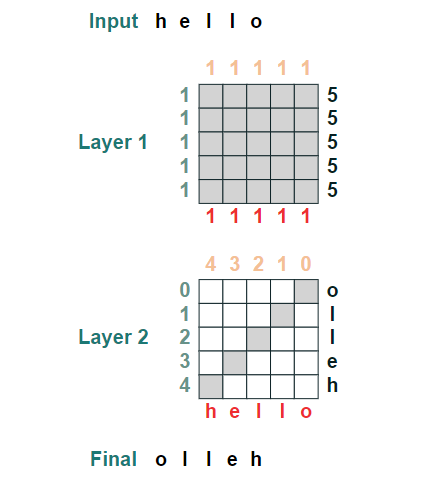 Input h e l l o
1 1 1 1 1
1 5
1 5
Layer 1 1 5
1 5
1 5
1 1 1 1 1
4 3 2 1 0
0 o
1 l
Layer 2 2 l
3 e
4 h
h e l l o
Final o l l e h